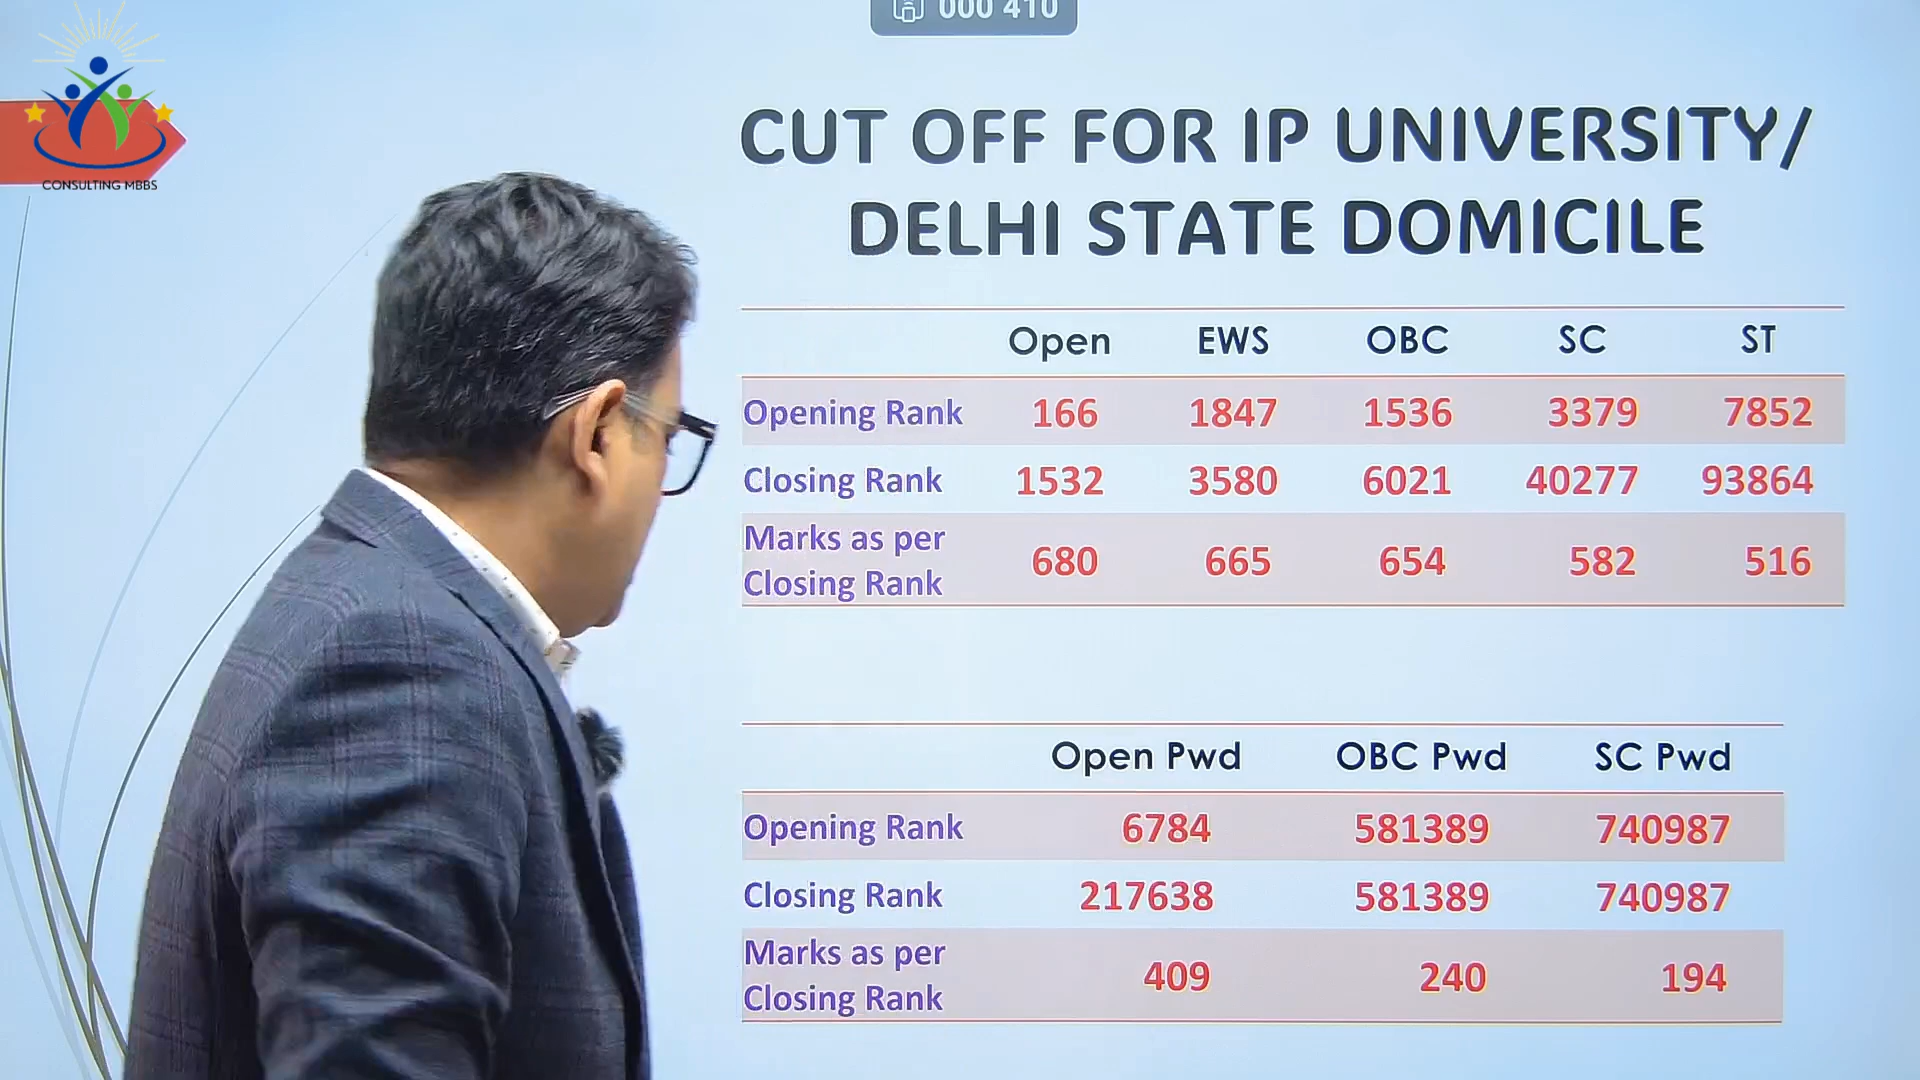 000 410
CONSULTING MBBS
CUT OFF FOR IP UNIVERSITY/
DELHI STATE DOMICILE
Open EWS OBC SC ST
Opening Rank 166 1847 1536 3379 7852
Closing Rank 1532 3580 6021 40277 93864
Marks as per
Closing Rank 680 665 654 582 516
Open Pwd OBC Pwd SC Pwd
Opening Rank 6784 581389 740987
Closing Rank 217638 581389 740987
Marks as per
Closing Rank 409 240 194